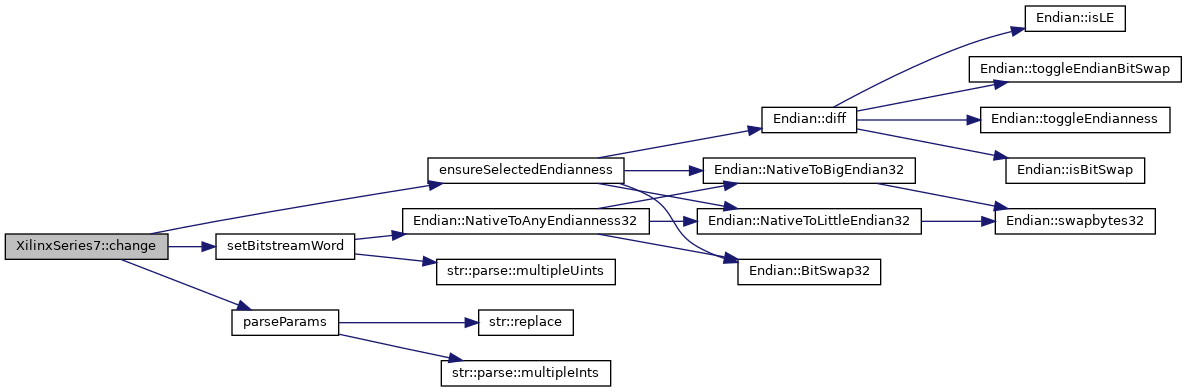 Endian::isLE
Endian::toggleEndianBitSwap
Endian::diff
Endian::toggleEndianness
ensureSelectedEndianness
Endian::NativeToBigEndian32
Endian::isBitSwap
Endian::NativeToAnyEndianness32
Endian::NativeToLittleEndian32
Endian::swapbytes32
XilinxSeries7::change
setBitstreamWord
str::parse::multipleUints
Endian::BitSwap32
parseParams
str::replace
str::parse::multipleInts